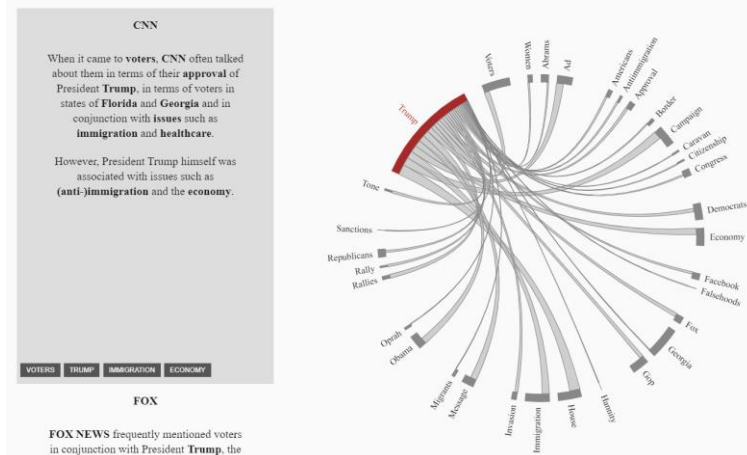 CNN
When it came to voters, CNN often talked
about them in terms of their approval of
President Trump, in terms of voters in
states of Florida and Georgia and in
conjunction with issues such as
immigration and healthcare.
However, President Trump himself was
associated with issues such as
(anti-)immigration and the economy.
VOTERS TRUMP IMMIGRATION ECONOMY
FOX
FOX NEWS frequently mentioned voters
in conjunction with President Trump, the
Trump
Voters
Women
Abrams
Ad
Americans
Antimmigration
Approval
Border
Campaign
Caravan
Citizenship
Congress
Democrats
Economy
Facebook
Falsehoods
Fox
Georgia
Gop
Hannity
House
Immigration
Invasion
Message
Migrants
Obama
Oprah
Rallies
Rally
Republicans
Sanctions
Tone